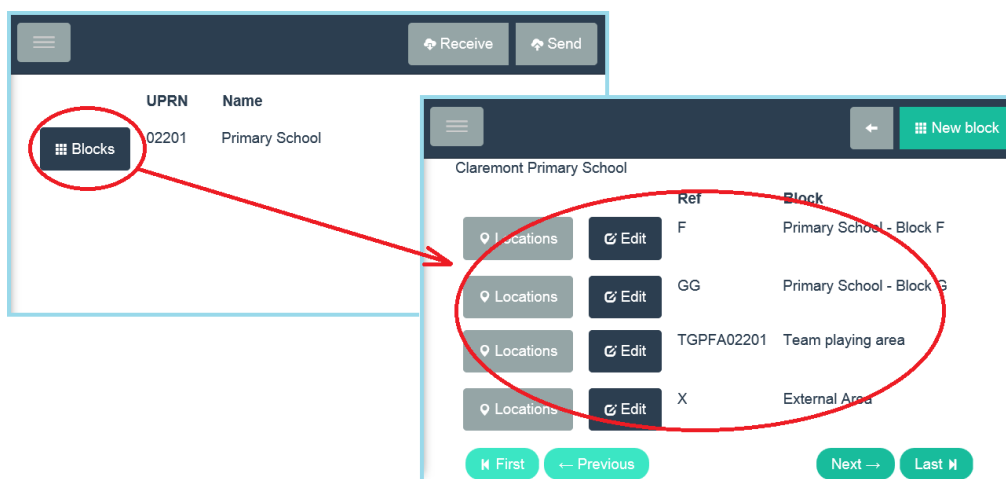 Receive Send
UPRN Name
Blocks 02201 Primary School
New block
Claremont Primary School
Ref Block
Locations Edit F Primary School - Block F
Locations Edit GG Primary School - Block G
Locations Edit TGPFA02201 Team playing area
Locations Edit X External Area
First ← Previous Next → Last